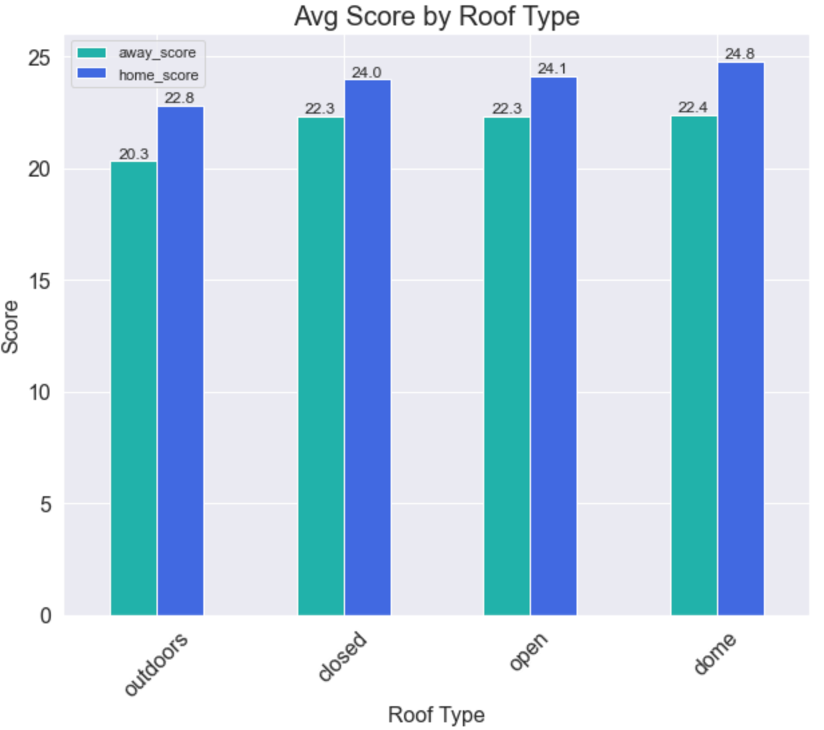 Avg Score by Roof Type
away_score
home_score
25
20
15
10
5
0
Score
20.3
22.8
22.3
24.0
22.3
24.1
22.4
24.8
outdoors
closed
open
dome
Roof Type